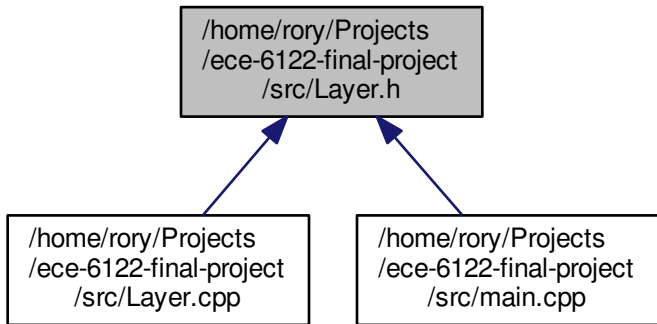 /home/rory/Projects
/ece-6122-final-project
/src/Layer.h
/home/rory/Projects
/ece-6122-final-project
/src/Layer.cpp
/home/rory/Projects
/ece-6122-final-project
/src/main.cpp